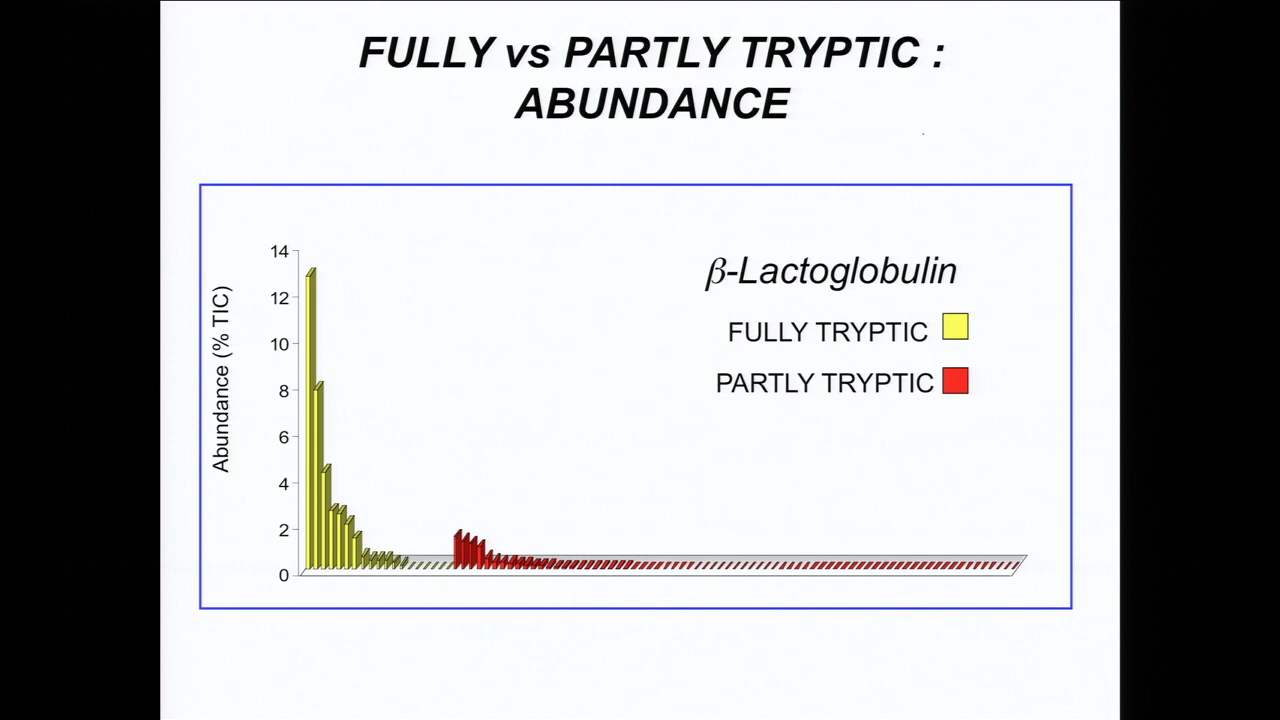 FULLY vs PARTLY TRYPTIC :
ABUNDANCE
β-Lactoglobulin
FULLY TRYPTIC
PARTLY TRYPTIC
Abundance (% TIC)
14
12
10
8
6
4
2
0